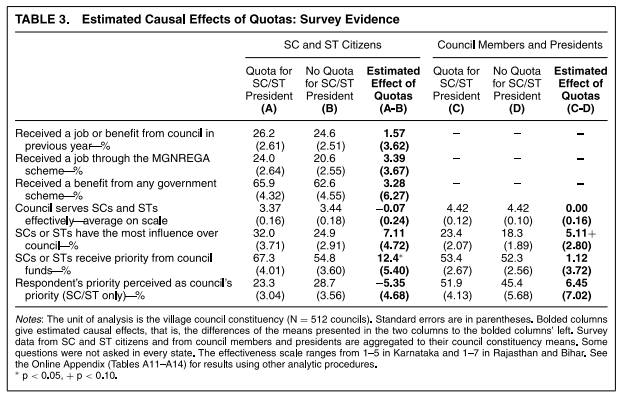 TABLE 3. Estimated Causal Effects of Quotas: Survey Evidence
SC and ST Citizens Council Members and Presidents
Quota for No Quota Estimated Quota for No Quota Estimated
SC/ST for SC/ST Effect of SC/ST for SC/ST Effect of
President President Quotas President President Quotas
(A) (B) (A-B) (C) (D) (C-D)
Received a job or benefit from council in 26.2 24.6 1.57 – – –
previous year—% (2.61) (2.51) (3.62)
Received a job through the MGNREGA 24.0 20.6 3.39 – – –
scheme—% (2.64) (2.55) (3.67)
Received a benefit from any government 65.9 62.6 3.28 – – –
scheme—% (4.32) (4.55) (6.27)
Council serves SCs and STs 3.37 3.44 −0.07 4.42 4.42 0.00
effectively—average on scale (0.16) (0.18) (0.24) (0.12) (0.10) (0.16)
SCs or STs have the most influence over 32.0 24.9 7.11 23.4 18.3 5.11+
council—% (3.71) (2.91) (4.72) (2.07) (1.89) (2.80)
SCs or STs receive priority from council 67.3 54.8 12.4* 53.4 52.3 1.12
funds—% (4.01) (3.60) (5.40) (2.67) (2.56) (3.72)
Respondent's priority perceived as council's 23.3 28.7 −5.35 51.9 45.4 6.45
priority (SC/ST only)—% (3.04) (3.56) (4.68) (4.13) (5.68) (7.02)
Notes: The unit of analysis is the village council constituency (N = 512 councils). Standard errors are in parentheses. Bolded columns
give estimated causal effects, that is, the differences of the means presented in the two columns to the bolded columns' left. Survey
data from SC and ST citizens and from council members and presidents are aggregated to their council constituency means. Some
questions were not asked in every state. The effectiveness scale ranges from 1–5 in Karnataka and 1–7 in Rajasthan and Bihar. See
the Online Appendix (Tables A11–A14) for results using other analytic procedures.
* p < 0.05, + p < 0.10.